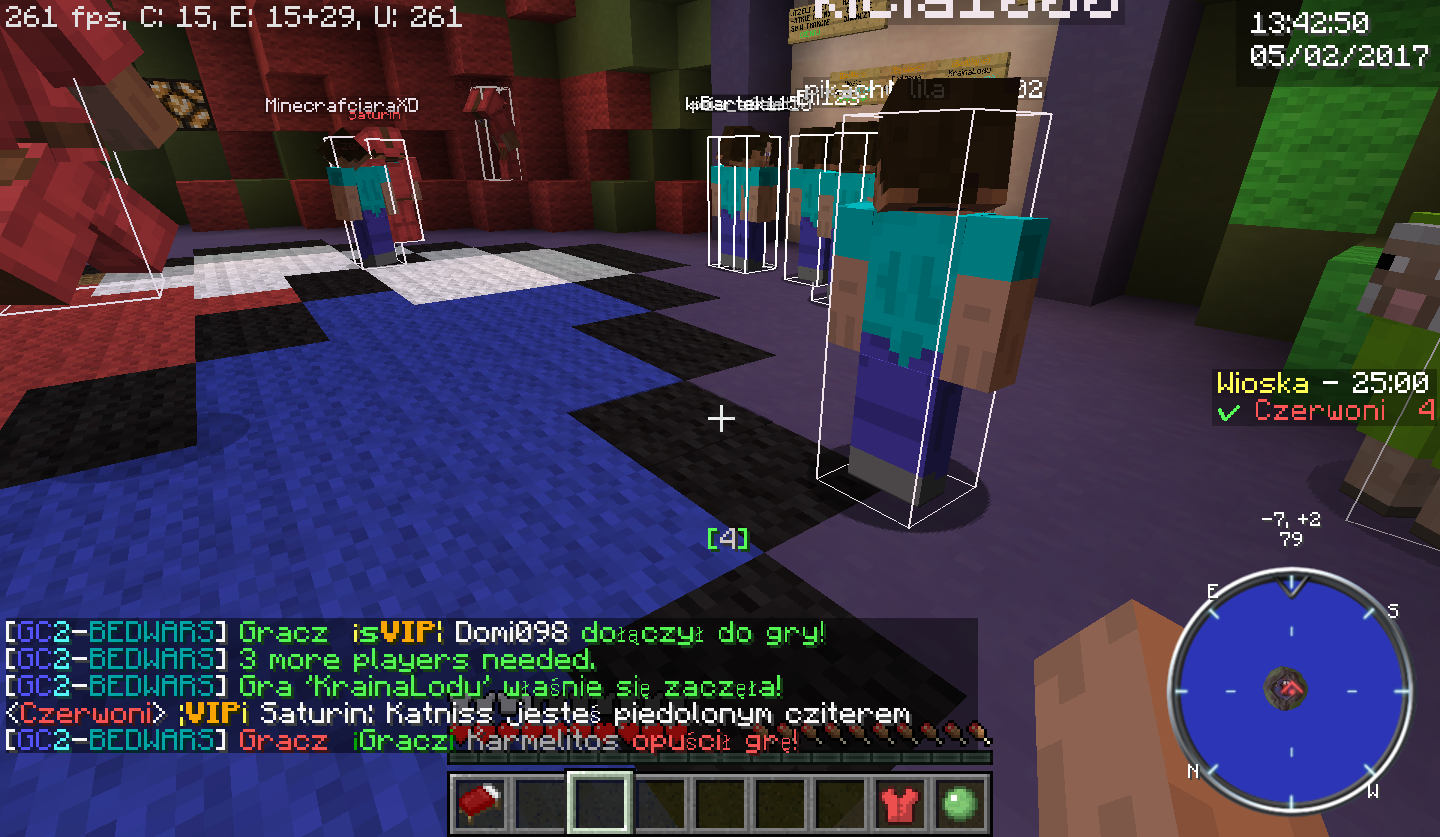 261 fps, C: 15, E: 15+29, U: 261
13:42:50
05/02/2017
KrainaLodu
MinecrafciaraXD
Saturin
Wioska - 25:00
✓ Czerwoni 4
-7, +2
79
[4]
E
S
N
W
[GC2-BEDWARS] Gracz ¡sVIP¦ Domi098 dołączył do gry!
[GC2-BEDWARS] 3 more players needed.
[GC2-BEDWARS] Gra 'KrainaLodu' właśnie się zaczęła!
<Czerwoni> ¦VIP¡ Saturin: Katniss jesteś piedolonym cziterem
[GC2-BEDWARS] Gracz ¡Gracz¦ Karmelitos opuścił grę!